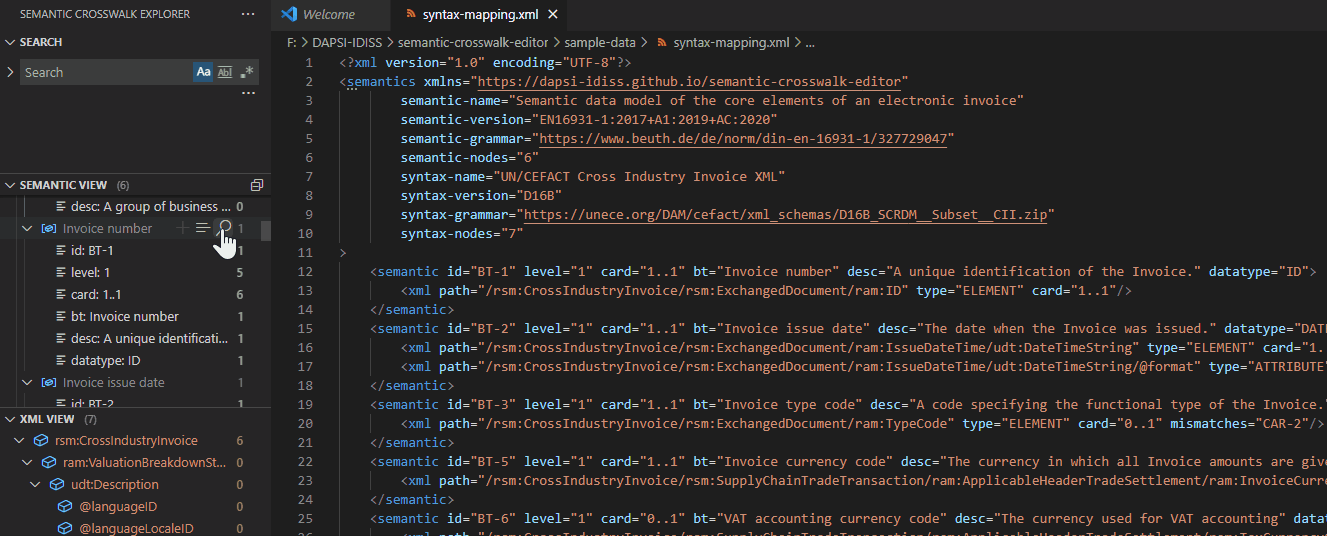 SEMANTIC CROSSWALK EXPLORER ...
SEARCH
Search Aa Abl .*
...
SEMANTIC VIEW (6)
desc: A group of business ... 0
Invoice number 1
id: BT-1 1
level: 1 5
card: 1..1 6
bt: Invoice number 1
desc: A unique identificati... 1
datatype: ID 1
Invoice issue date 1
id: BT-2 1
XML VIEW (7)
rsm:CrossIndustryInvoice 6
ram:ValuationBreakdownSt... 0
udt:Description 0
@languageID 0
@languageLocaleID 0
Welcome
syntax-mapping.xml
F: > DAPSI-IDISS > semantic-crosswalk-editor > sample-data > syntax-mapping.xml > ...
1 <?xml version="1.0" encoding="UTF-8"?>
2 <semantics xmlns="https://dapsi-idiss.github.io/semantic-crosswalk-editor"
3 semantic-name="Semantic data model of the core elements of an electronic invoice"
4 semantic-version="EN16931-1:2017+A1:2019+AC:2020"
5 semantic-grammar="https://www.beuth.de/de/norm/din-en-16931-1/327729047"
6 semantic-nodes="6"
7 syntax-name="UN/CEFACT Cross Industry Invoice XML"
8 syntax-version="D16B"
9 syntax-grammar="https://unece.org/DAM/cefact/xml_schemas/D16B_SCRDM__Subset__CII.zip"
10 syntax-nodes="7"
11 >
12 <semantic id="BT-1" level="1" card="1..1" bt="Invoice number" desc="A unique identification of the Invoice." datatype="ID">
13 <xml path="/rsm:CrossIndustryInvoice/rsm:ExchangedDocument/ram:ID" type="ELEMENT" card="1..1"/>
14 </semantic>
15 <semantic id="BT-2" level="1" card="1..1" bt="Invoice issue date" desc="The date when the Invoice was issued." datatype="DAT
16 <xml path="/rsm:CrossIndustryInvoice/rsm:ExchangedDocument/ram:IssueDateTime/udt:DateTimeString" type="ELEMENT" card="1.
17 <xml path="/rsm:CrossIndustryInvoice/rsm:ExchangedDocument/ram:IssueDateTime/udt:DateTimeString/@format" type="ATTRIBUTE"
18 </semantic>
19 <semantic id="BT-3" level="1" card="1..1" bt="Invoice type code" desc="A code specifying the functional type of the Invoice."
20 <xml path="/rsm:CrossIndustryInvoice/rsm:ExchangedDocument/ram:TypeCode" type="ELEMENT" card="0..1" mismatches="CAR-2"/>
21 </semantic>
22 <semantic id="BT-5" level="1" card="1..1" bt="Invoice currency code" desc="The currency in which all Invoice amounts are give
23 <xml path="/rsm:CrossIndustryInvoice/rsm:SupplyChainTradeTransaction/ram:ApplicableHeaderTradeSettlement/ram:InvoiceCurre
24 </semantic>
25 <semantic id="BT-6" level="1" card="0..1" bt="VAT accounting currency code" desc="The currency used for VAT accounting" datat
<xml path="/rsm:CrossIndustryInvoice/rsm:SupplyChainTradeTransaction/ram:ApplicableHeaderTradeSettlement/ram:TaxCurrency